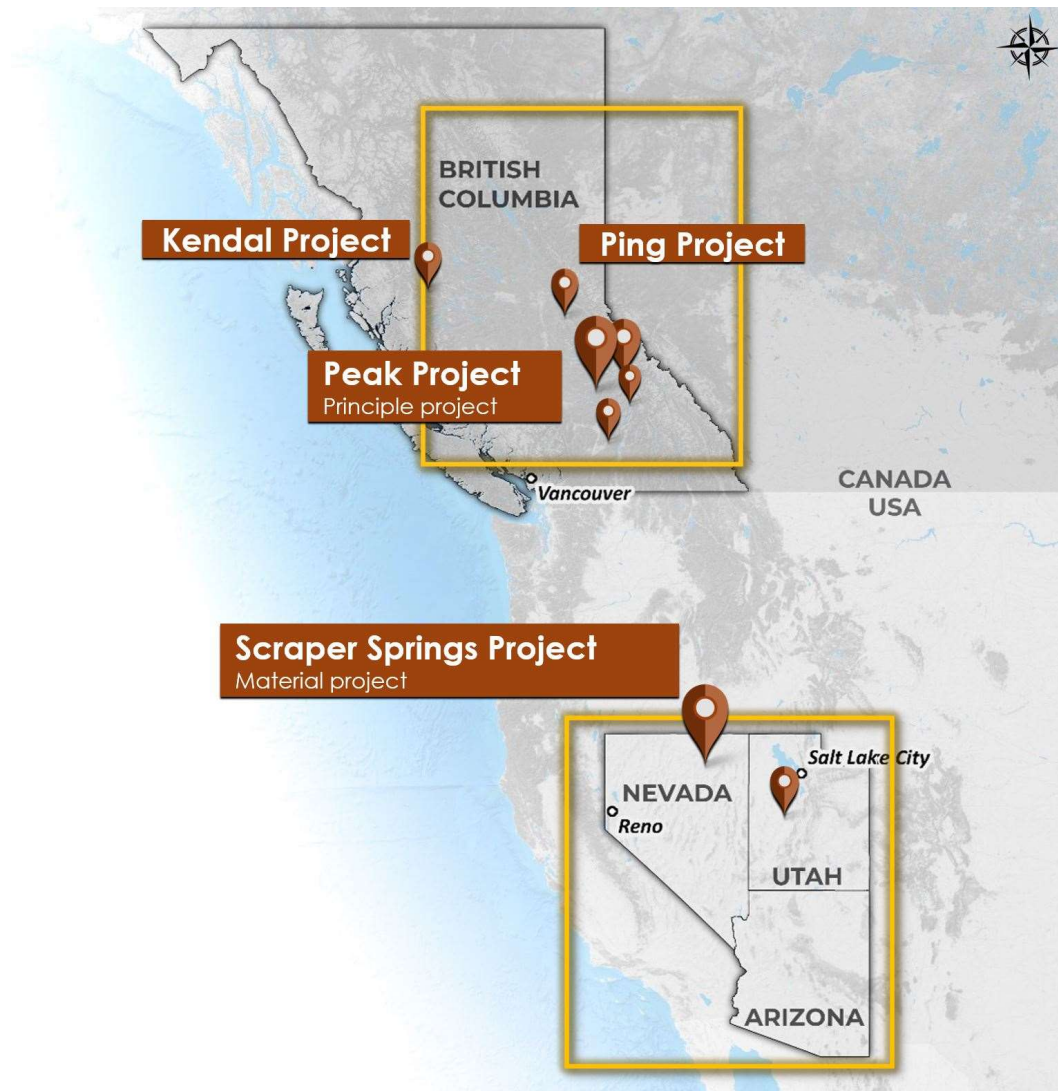 BRITISH
COLUMBIA
Kendal Project
Ping Project
Peak Project
Principle project
Vancouver
CANADA
USA
Scraper Springs Project
Material project
Salt Lake City
NEVADA
Reno
UTAH
ARIZONA